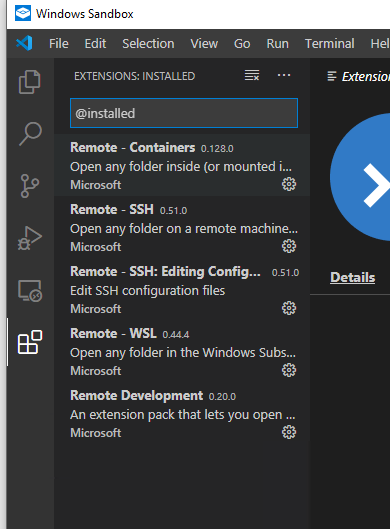 Windows Sandbox
File Edit Selection View Go Run Terminal Hel
EXTENSIONS: INSTALLED
Extension
@installed
Remote - Containers 0.128.0
Open any folder inside (or mounted i...
Microsoft
Remote - SSH 0.51.0
Open any folder on a remote machine...
Microsoft
Remote - SSH: Editing Config... 0.51.0
Edit SSH configuration files
Microsoft
Remote - WSL 0.44.4
Open any folder in the Windows Subs...
Microsoft
Remote Development 0.20.0
An extension pack that lets you open ...
Microsoft
Details